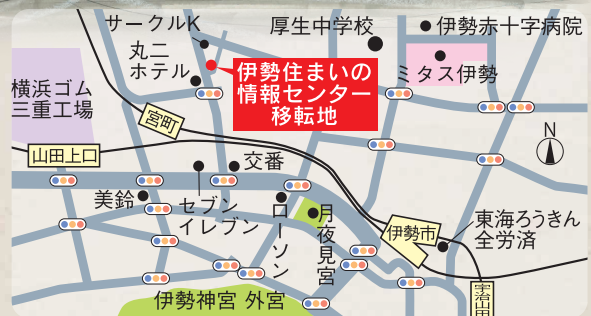 サークルK
厚生中学校
伊勢赤十字病院
丸二
ホテル
伊勢住まいの
情報センター
移転地
ミタス伊勢
横浜ゴム
三重工場
宮町
N
山田上口
交番
美鈴
セブン
イレブン
ローソン
月夜見宮
伊勢市
東海ろうきん
全労済
伊勢神宮 外宮
宇治山田